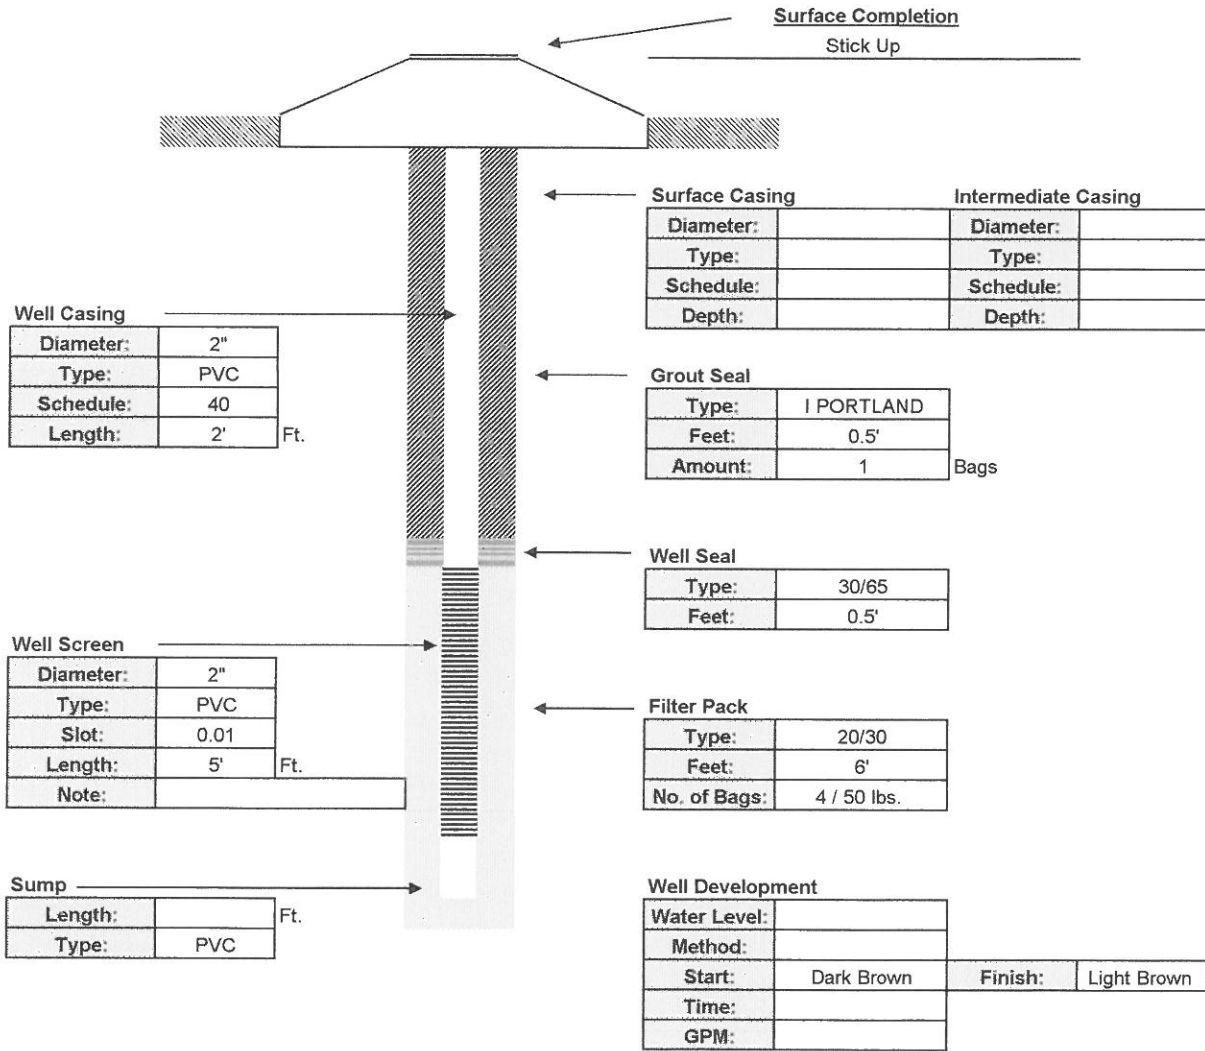 Surface Completion
Stick Up
Surface Casing Intermediate Casing
Diameter: Diameter:
Type: Type:
Schedule: Schedule:
Depth: Depth:
Well Casing
Diameter: 2"
Type: PVC
Schedule: 40
Length: 2' Ft.
Grout Seal
Type: I PORTLAND
Feet: 0.5'
Amount: 1 Bags
Well Seal
Type: 30/65
Feet: 0.5'
Well Screen
Diameter: 2"
Type: PVC
Slot: 0.01
Length: 5' Ft.
Note:
Filter Pack
Type: 20/30
Feet: 6'
No. of Bags: 4 / 50 lbs.
Sump
Length: Ft.
Type: PVC
Well Development
Water Level:
Method:
Start: Dark Brown Finish: Light Brown
Time:
GPM: